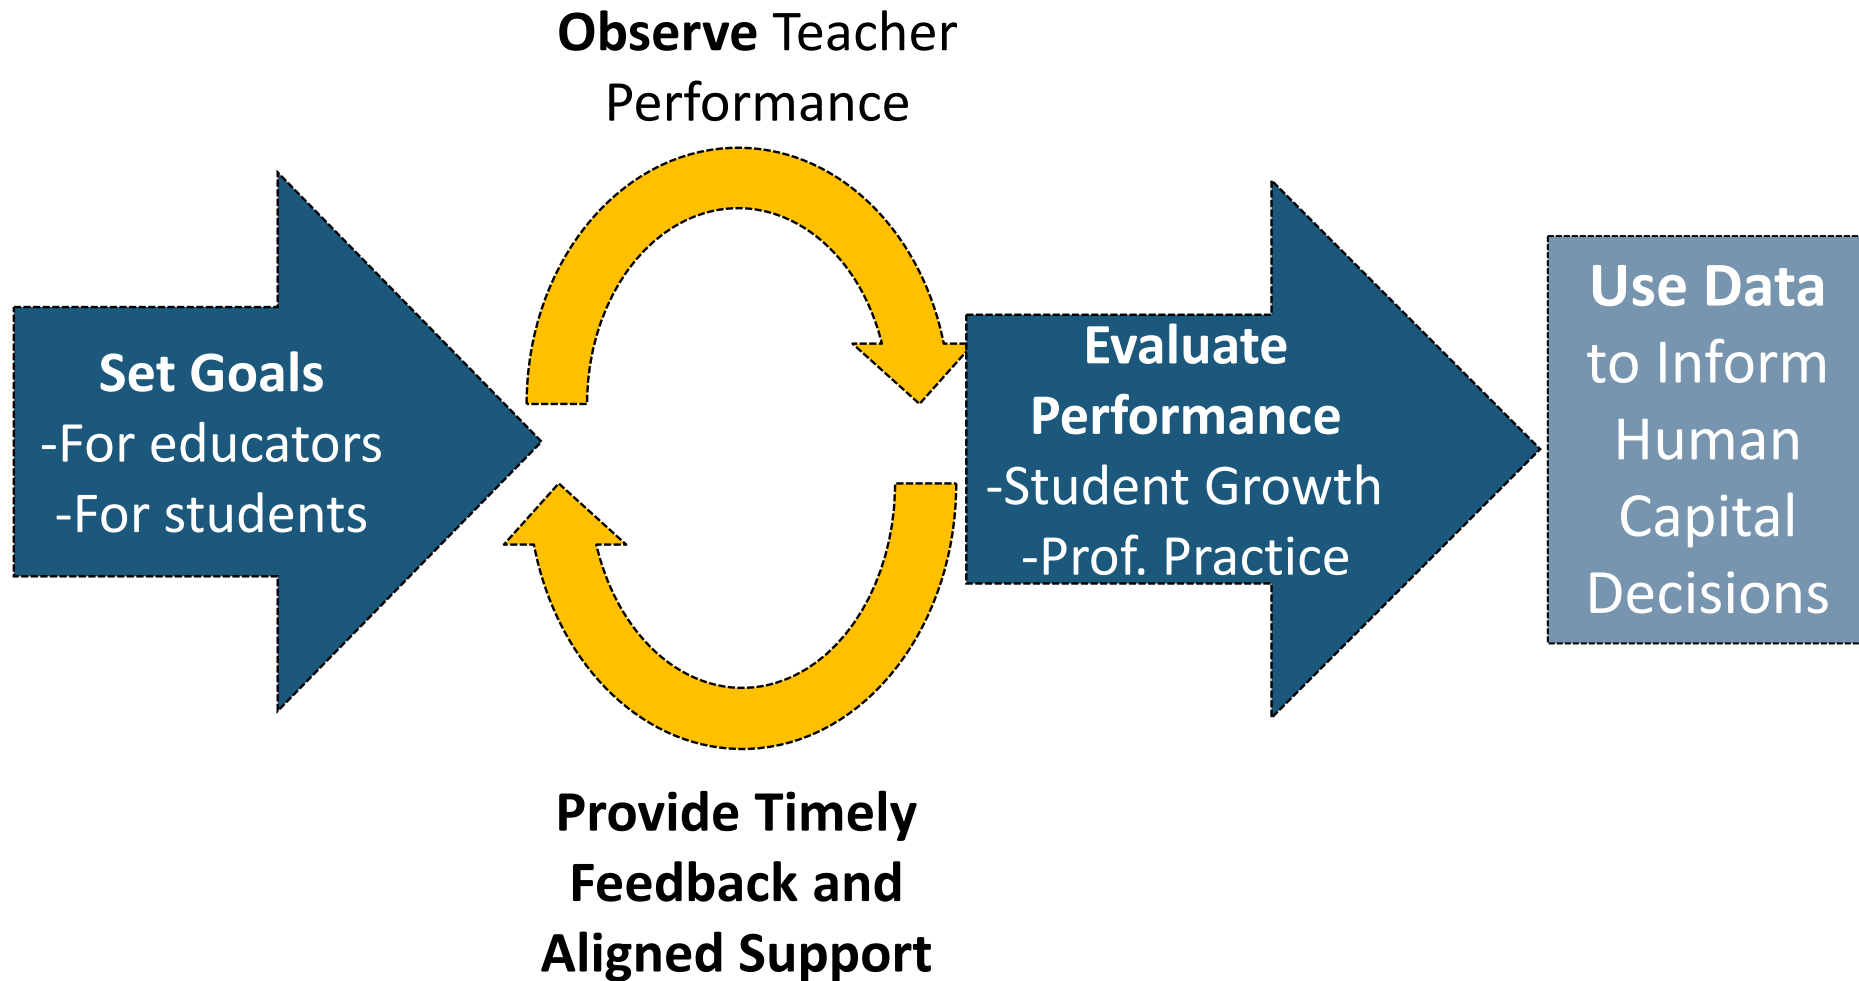 Observe Teacher
Performance
Set Goals
-For educators
-For students
Evaluate
Performance
-Student Growth
-Prof. Practice
Use Data
to Inform
Human
Capital
Decisions
Provide Timely
Feedback and
Aligned Support